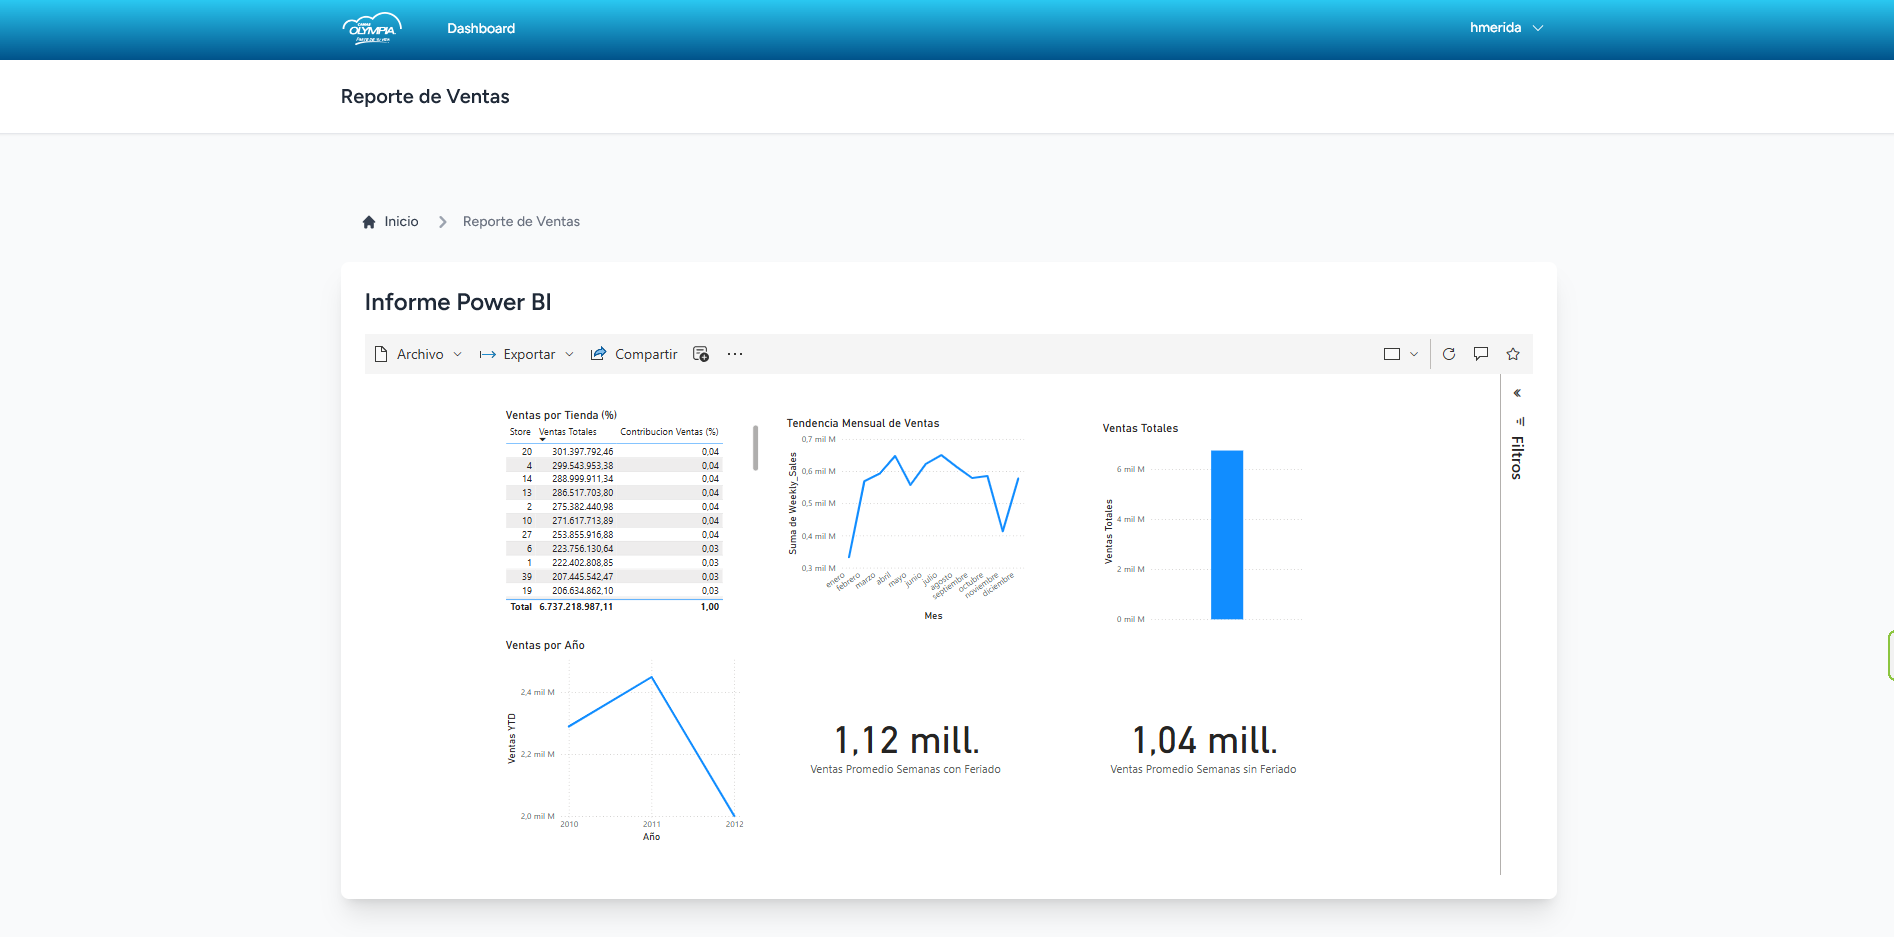 OLYMPIA
Dashboard
hmerida
Reporte de Ventas
Inicio
Reporte de Ventas
Informe Power BI
Archivo
Exportar
Compartir
Filtros
Ventas por Tienda (%)
Store Ventas Totales Contribucion Ventas (%)
20 301.397.792,46 0,04
4 299.543.953,38 0,04
14 288.999.911,34 0,04
13 286.517.703,80 0,04
2 275.382.440,98 0,04
10 271.617.713,89 0,04
27 253.855.916,88 0,04
6 223.756.130,64 0,03
1 222.402.808,85 0,03
39 207.445.542,47 0,03
19 206.634.862,10 0,03
Total 6.737.218.987,11 1,00
Tendencia Mensual de Ventas
Suma de Weekly_Sales
0,7 mil M
0,6 mil M
0,5 mil M
0,4 mil M
0,3 mil M
enero
febrero
marzo
abril
mayo
junio
julio
agosto
septiembre
octubre
noviembre
diciembre
Mes
Ventas Totales
Ventas Totales
6 mil M
4 mil M
2 mil M
0 mil M
Ventas por Año
Ventas YTD
2,4 mil M
2,2 mil M
2,0 mil M
2010
2011
2012
Año
1,12 mill.
Ventas Promedio Semanas con Feriado
1,04 mill.
Ventas Promedio Semanas sin Feriado